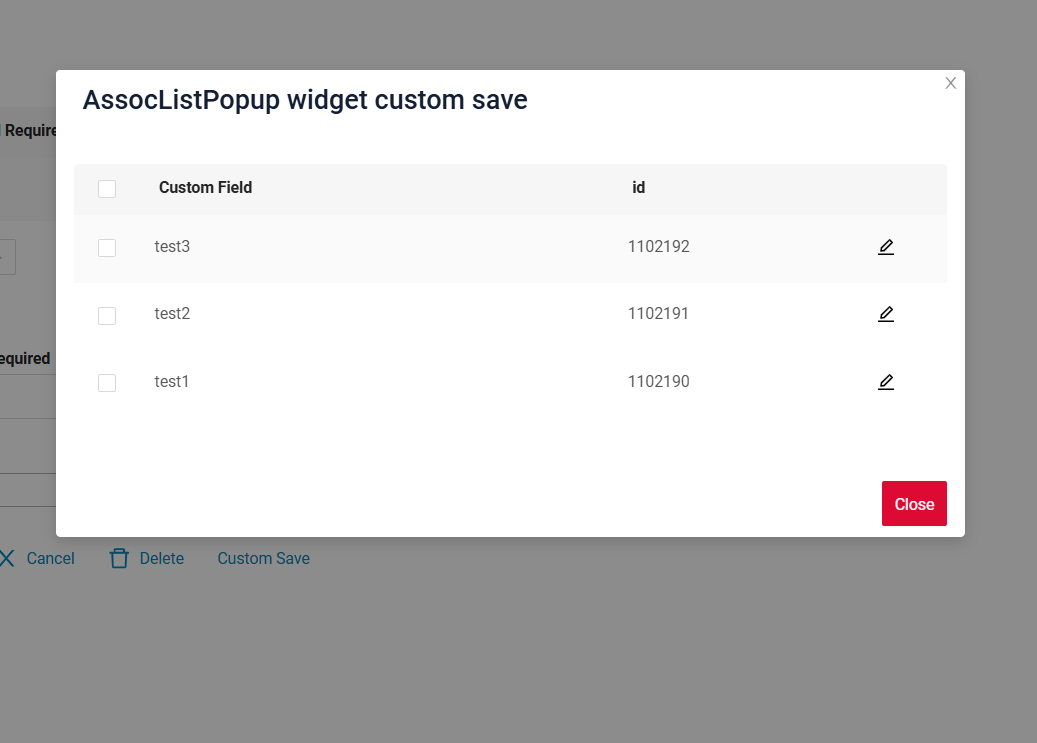 AssocListPopup widget custom save
Require
Custom Field id
test3 1102192
test2 1102191
equired
test1 1102190
Close
Cancel Delete Custom Save